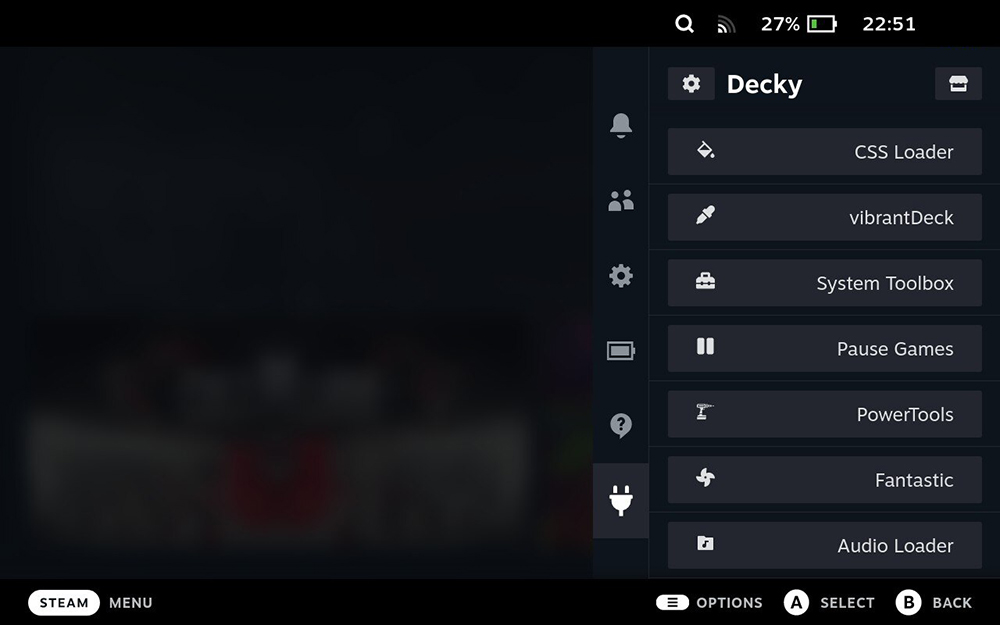 27% 22:51
Decky
CSS Loader
vibrantDeck
System Toolbox
Pause Games
PowerTools
Fantastic
Audio Loader
STEAM MENU OPTIONS A SELECT B BACK